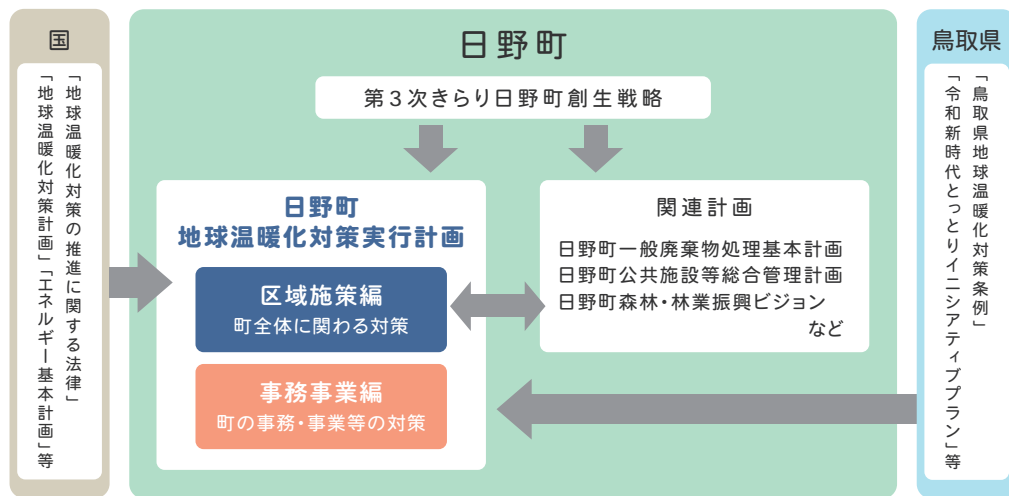 国
「地球温暖化対策の推進に関する法律」
「地球温暖化対策計画」「エネルギー基本計画」等
日野町
第3次きらり日野町創生戦略
日野町
地球温暖化対策実行計画
区域施策編
町全体に関わる対策
事務事業編
町の事務・事業等の対策
関連計画
日野町一般廃棄物処理基本計画
日野町公共施設等総合管理計画
日野町森林・林業振興ビジョン
など
鳥取県
「鳥取県地球温暖化対策条例」
「令和新時代とっとりイニシアティブプラン」等